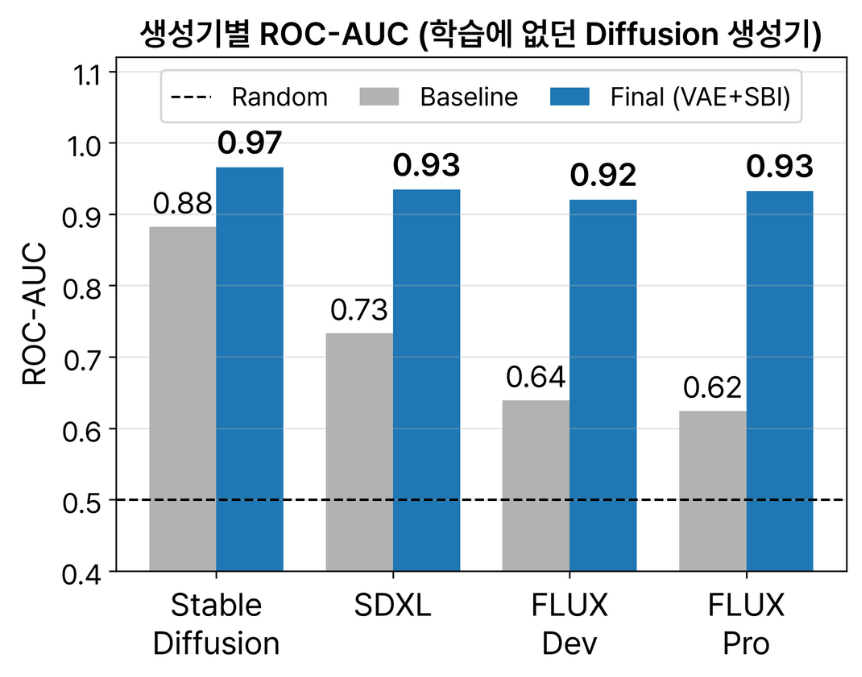 생성기별 ROC-AUC (학습에 없던 Diffusion 생성기)
Random Baseline Final (VAE+SBI)
ROC-AUC
1.1
1.0
0.9
0.8
0.7
0.6
0.5
0.4
0.88 0.97
0.73 0.93
0.64 0.92
0.62 0.93
Stable Diffusion
SDXL
FLUX Dev
FLUX Pro